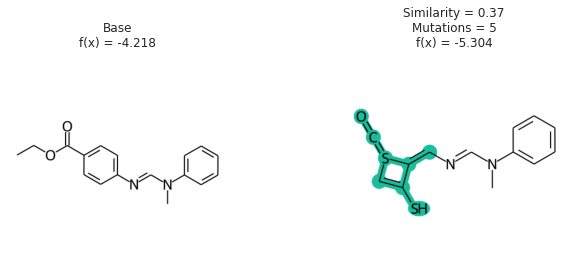 Base
f(x) = -4.218
Similarity = 0.37
Mutations = 5
f(x) = -5.304
O
O
N
N
O
C
S
SH
N
N